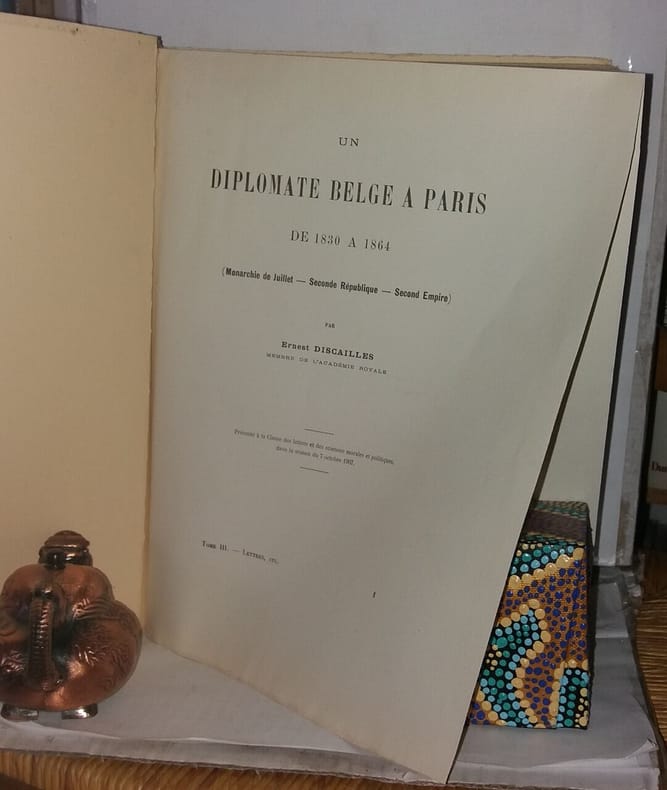 UN
DIPLOMATE BELGE A PARIS
DE 1830 A 1864
(Monarchie de Juillet — Seconde République — Second Empire)
PAR
Ernest DISCAILLES
MEMBRE DE L'ACADÉMIE ROYALE
Présenté à la Classe des lettres et des sciences morales et politiques,
dans la séance du 7 octobre 1907.
Tome III. — Lettres, etc.
1